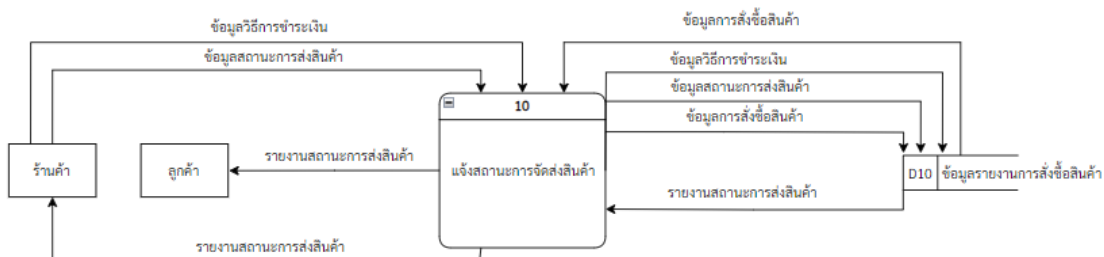 ข้อมูลวิธีการชำระเงิน
ข้อมูลการสั่งซื้อสินค้า
ข้อมูลสถานะการส่งสินค้า
ข้อมูลวิธีการชำระเงิน
ข้อมูลสถานะการส่งสินค้า
10
ข้อมูลการสั่งซื้อสินค้า
ร้านค้า
ลูกค้า
รายงานสถานะการส่งสินค้า
แจ้งสถานะการจัดส่งสินค้า
D10
ข้อมูลรายงานการสั่งซื้อสินค้า
รายงานสถานะการส่งสินค้า
รายงานสถานะการส่งสินค้า